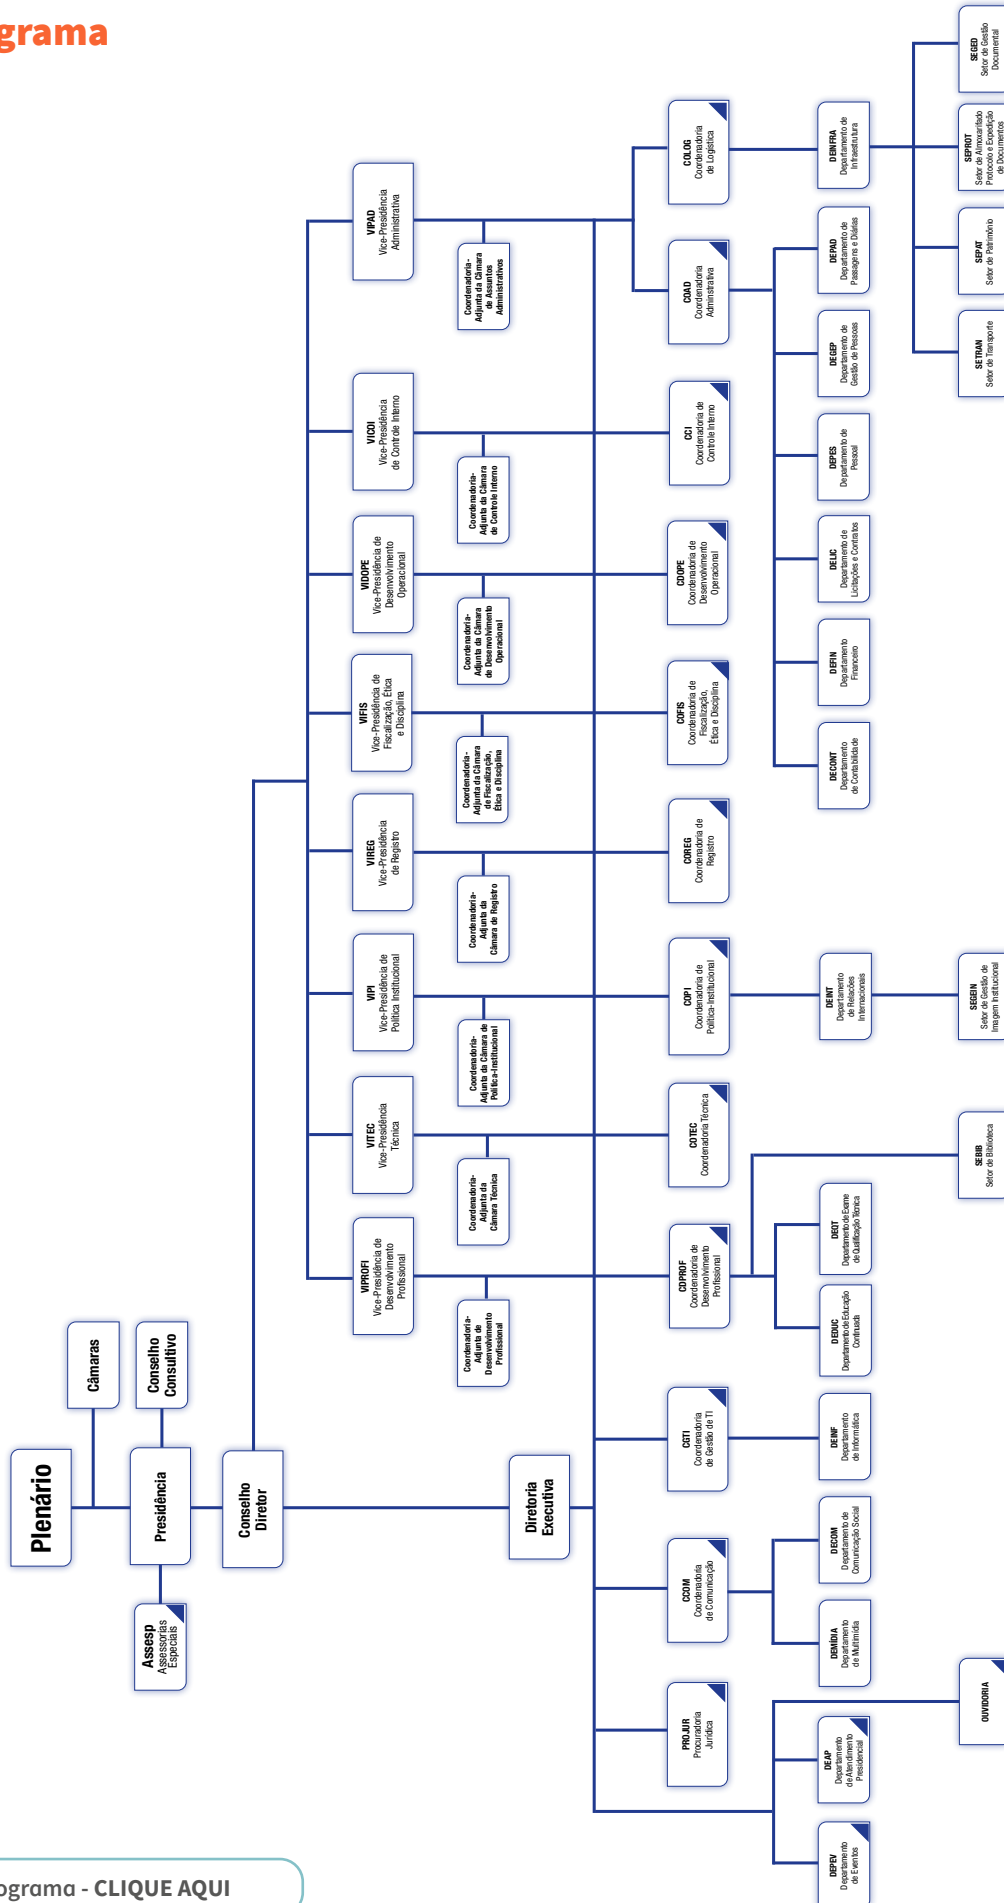 grama
Plenário
Câmaras
Presidência
Conselho
Consultivo
Assesp
Assessorias
Especiais
Conselho
Diretor
Diretoria
Executiva
VIPROFI
Vice-Presidência de
Desenvolvimento
Profissional
VITEC
Vice-Presidência
Técnica
VIPI
Vice-Presidência de
Política Institucional
VIREG
Vice-Presidência
de Registro
VIFIS
Vice-Presidência de
Fiscalização, Ética
e Disciplina
VIDOPE
Vice-Presidência de
Desenvolvimento
Operacional
VICOI
Vice-Presidência
de Controle Interno
VIPAD
Vice-Presidência
Administrativa
Coordenadoria-
Adjunta de
Desenvolvimento
Profissional
Coordenadoria-
Adjunta da
Câmara Técnica
Coordenadoria-
Adjunta da Câmara de
Política-Institucional
Coordenadoria-
Adjunta da
Câmara de Registro
Coordenadoria-
Adjunta da Câmara
de Fiscalização,
Ética e Disciplina
Coordenadoria-
Adjunta da Câmara
de Desenvolvimento
Operacional
Coordenadoria-
Adjunta da Câmara
de Controle Interno
Coordenadoria-
Adjunta da Câmara
de Assuntos
Administrativos
PROJUR
Procuradoria
Jurídica
CCOM
Coordenadoria
de Comunicação
CGTI
Coordenadoria
de Gestão de TI
CDPROF
Coordenadoria de
Desenvolvimento
Profissional
COTEC
Coordenadoria Técnica
COPI
Coordenadoria de
Política-Institucional
COREG
Coordenadoria de
Registro
COFIS
Coordenadoria de
Fiscalização,
Ética e Disciplina
CDOPE
Coordenadoria de
Desenvolvimento
Operacional
CCI
Coordenadoria de
Controle Interno
COAD
Coordenadoria
Adminstrativa
COLOG
Coordenadoria
de Logística
DEPEV
Departamento
de Eventos
DEAP
Departamento
de Atendimento
Presidencial
DEMÍDIA
Departamento
de Multimídia
DECOM
Departamento de
Comunicação Social
DEINF
Departamento
de Informática
DEDUC
Departamento de Educação
Continuada
DEQT
Departamento de Exame
de Qualificação Técnica
DEINT
Departamento
de Relações
Internacionais
DECONT
Departamento
de Contabilidade
DEFIN
Departamento
Financeiro
DELIC
Departamento de
Licitações e Contratos
DEPES
Departamento de
Pessoal
DEGEP
Departamento de
Gestão de Pessoas
DEPAD
Departamento de
Passagens e Diárias
DEINFRA
Departamento de
Infraestrutura
OUVIDORIA
SEBIB
Setor de Biblioteca
SEGEIN
Setor de Gestão de
Imagem Institucional
SETRAN
Setor de Transporte
SEPAT
Setor de Patrimônio
SEPROT
Setor de Almoxarifado
Protocolo e Expedição
de Documentos
SEGED
Setor de Gestão
Documental
ograma - CLIQUE AQUI